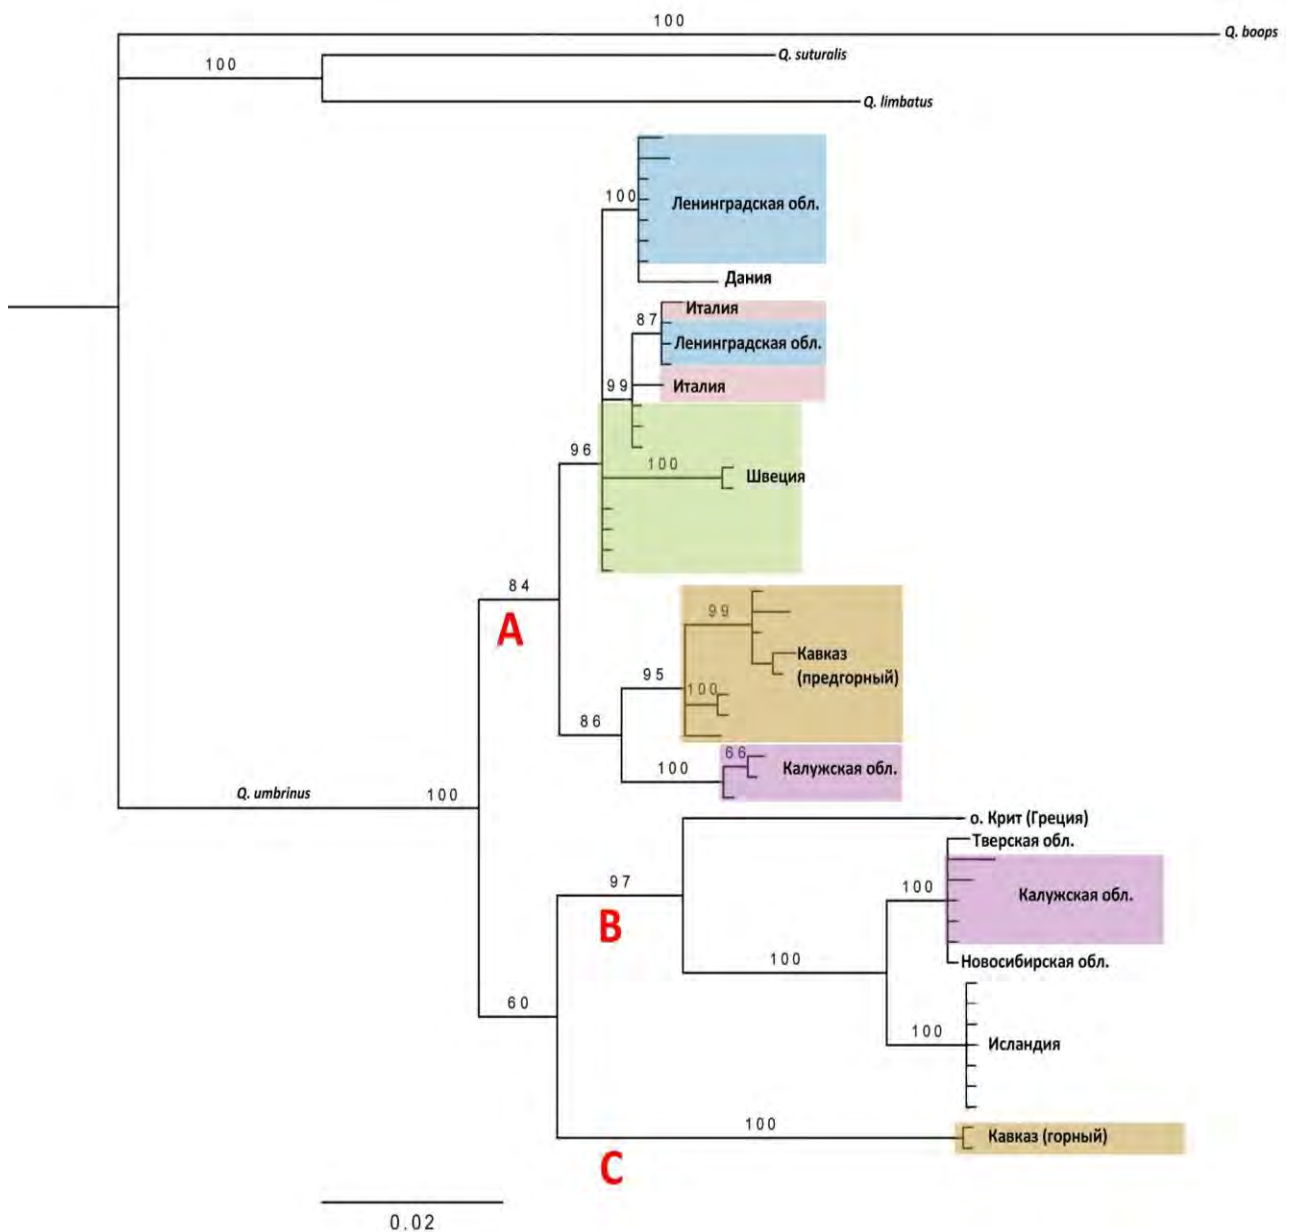 100
Q. boops
Q. suturalis
100
Q. limbatus
100
Ленинградская обл.
Дания
Италия
87
Ленинградская обл.
99
Италия
96
100
Швеция
84
A
99
Кавказ
(предгорный)
95
100
86
66
100
Калужская обл.
Q. umbrinus
100
о. Крит (Греция)
Тверская обл.
97
B
100
Калужская обл.
100
Новосибирская обл.
60
100
Исландия
100
Кавказ (горный)
C
0.02